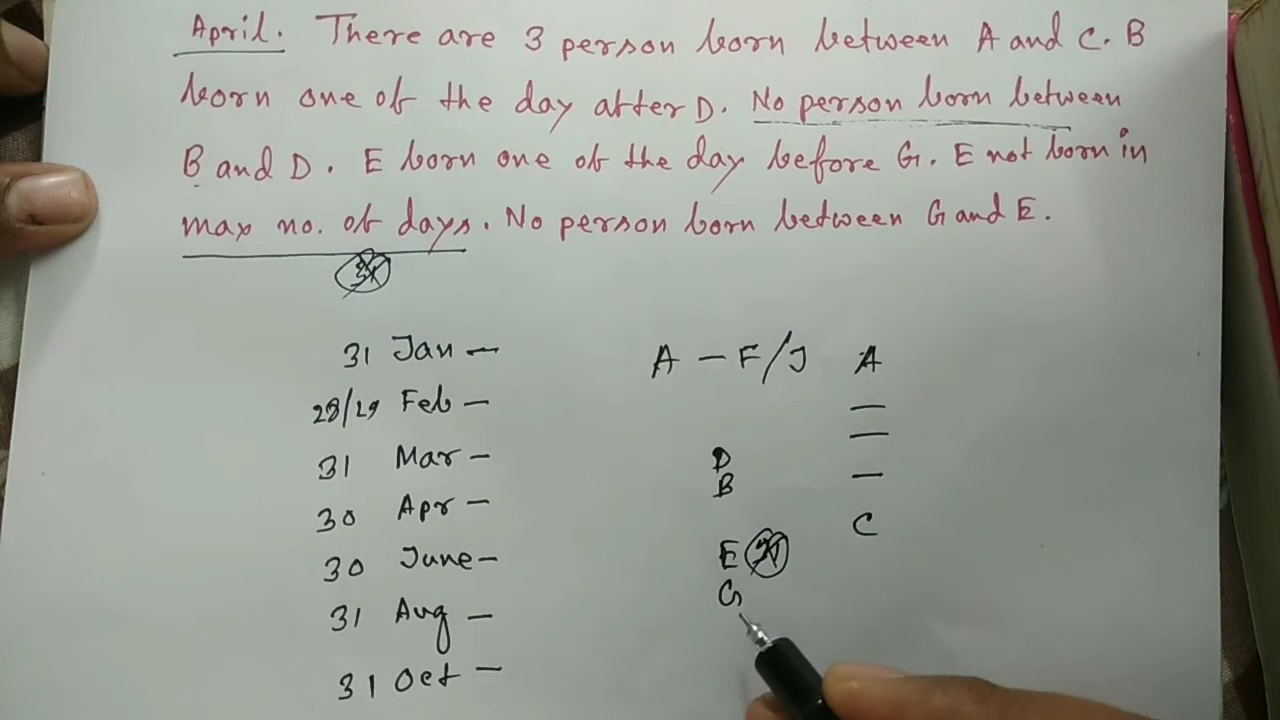 April. There are 3 person born between A and C. B
born one of the day after D. No person born between
B and D. E born one of the day before G. E not born in
max no. of days. No person born between G and E.
31
31 Jan -
28/29 Feb -
31 Mar -
30 Apr -
30 June -
31 Aug -
31 Oct -
A - F/J
D
B
E 31
G
A
-
-
-
C